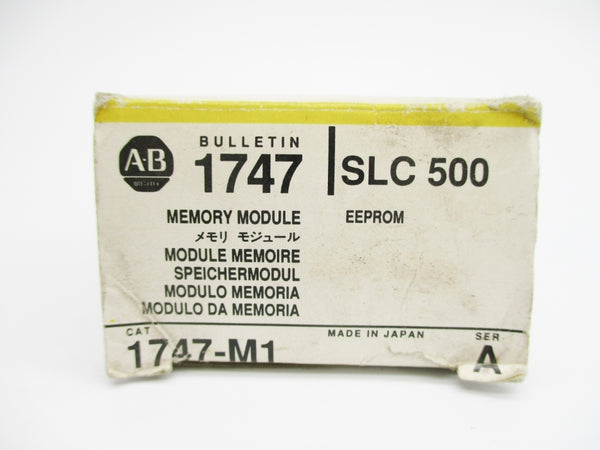 A-B
BULLETIN
1747
SLC 500
MEMORY MODULE
EEPROM
メモリ モジュール
MODULE MEMOIRE
SPEICHERMODUL
MODULO MEMORIA
MODULO DA MEMORIA
CAT
1747-M1
MADE IN JAPAN
SER
A